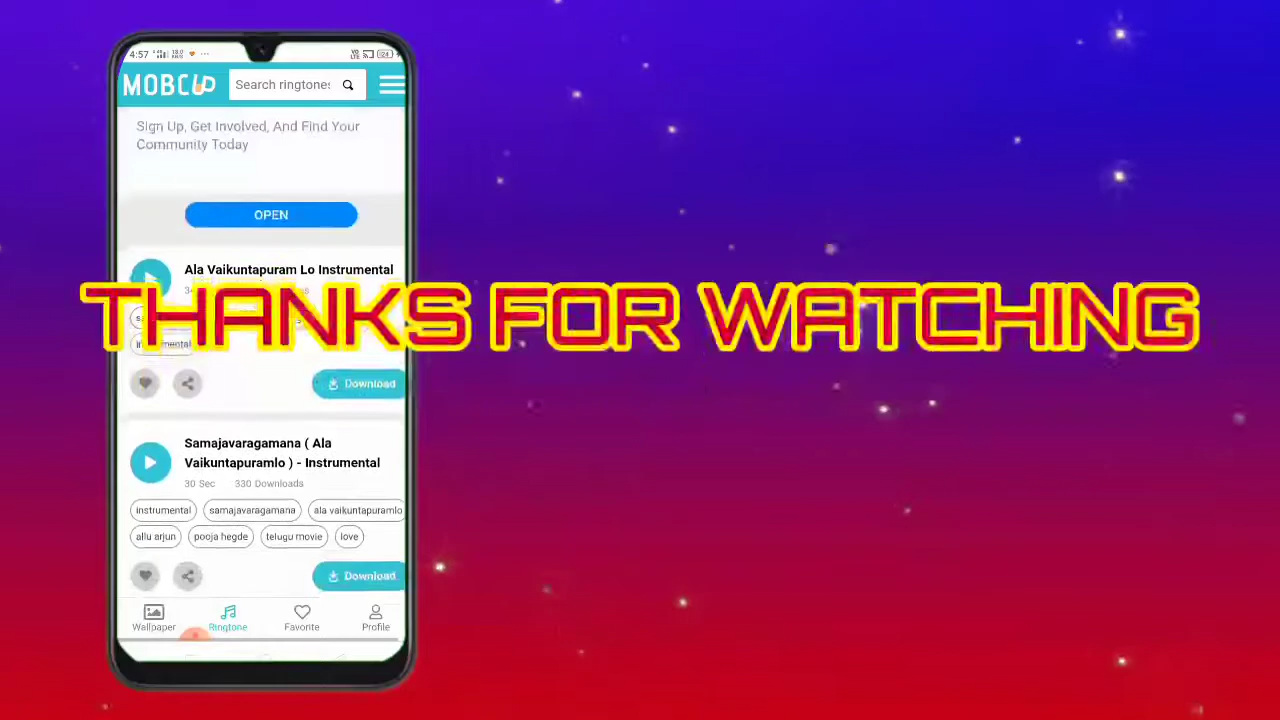 4:57
MOBCUP
Search ringtones
Sign Up, Get Involved, And Find Your
Community Today
OPEN
Ala Vaikuntapuram Lo Instrumental
THANKS FOR WATCHING
Download
Samajavaragamana ( Ala
Vaikuntapuramlo ) - Instrumental
30 Sec 330 Downloads
instrumental samajavaragamana ala vaikuntapuramlo
allu arjun pooja hegde telugu movie love
Download
Wallpaper Ringtone Favorite Profile